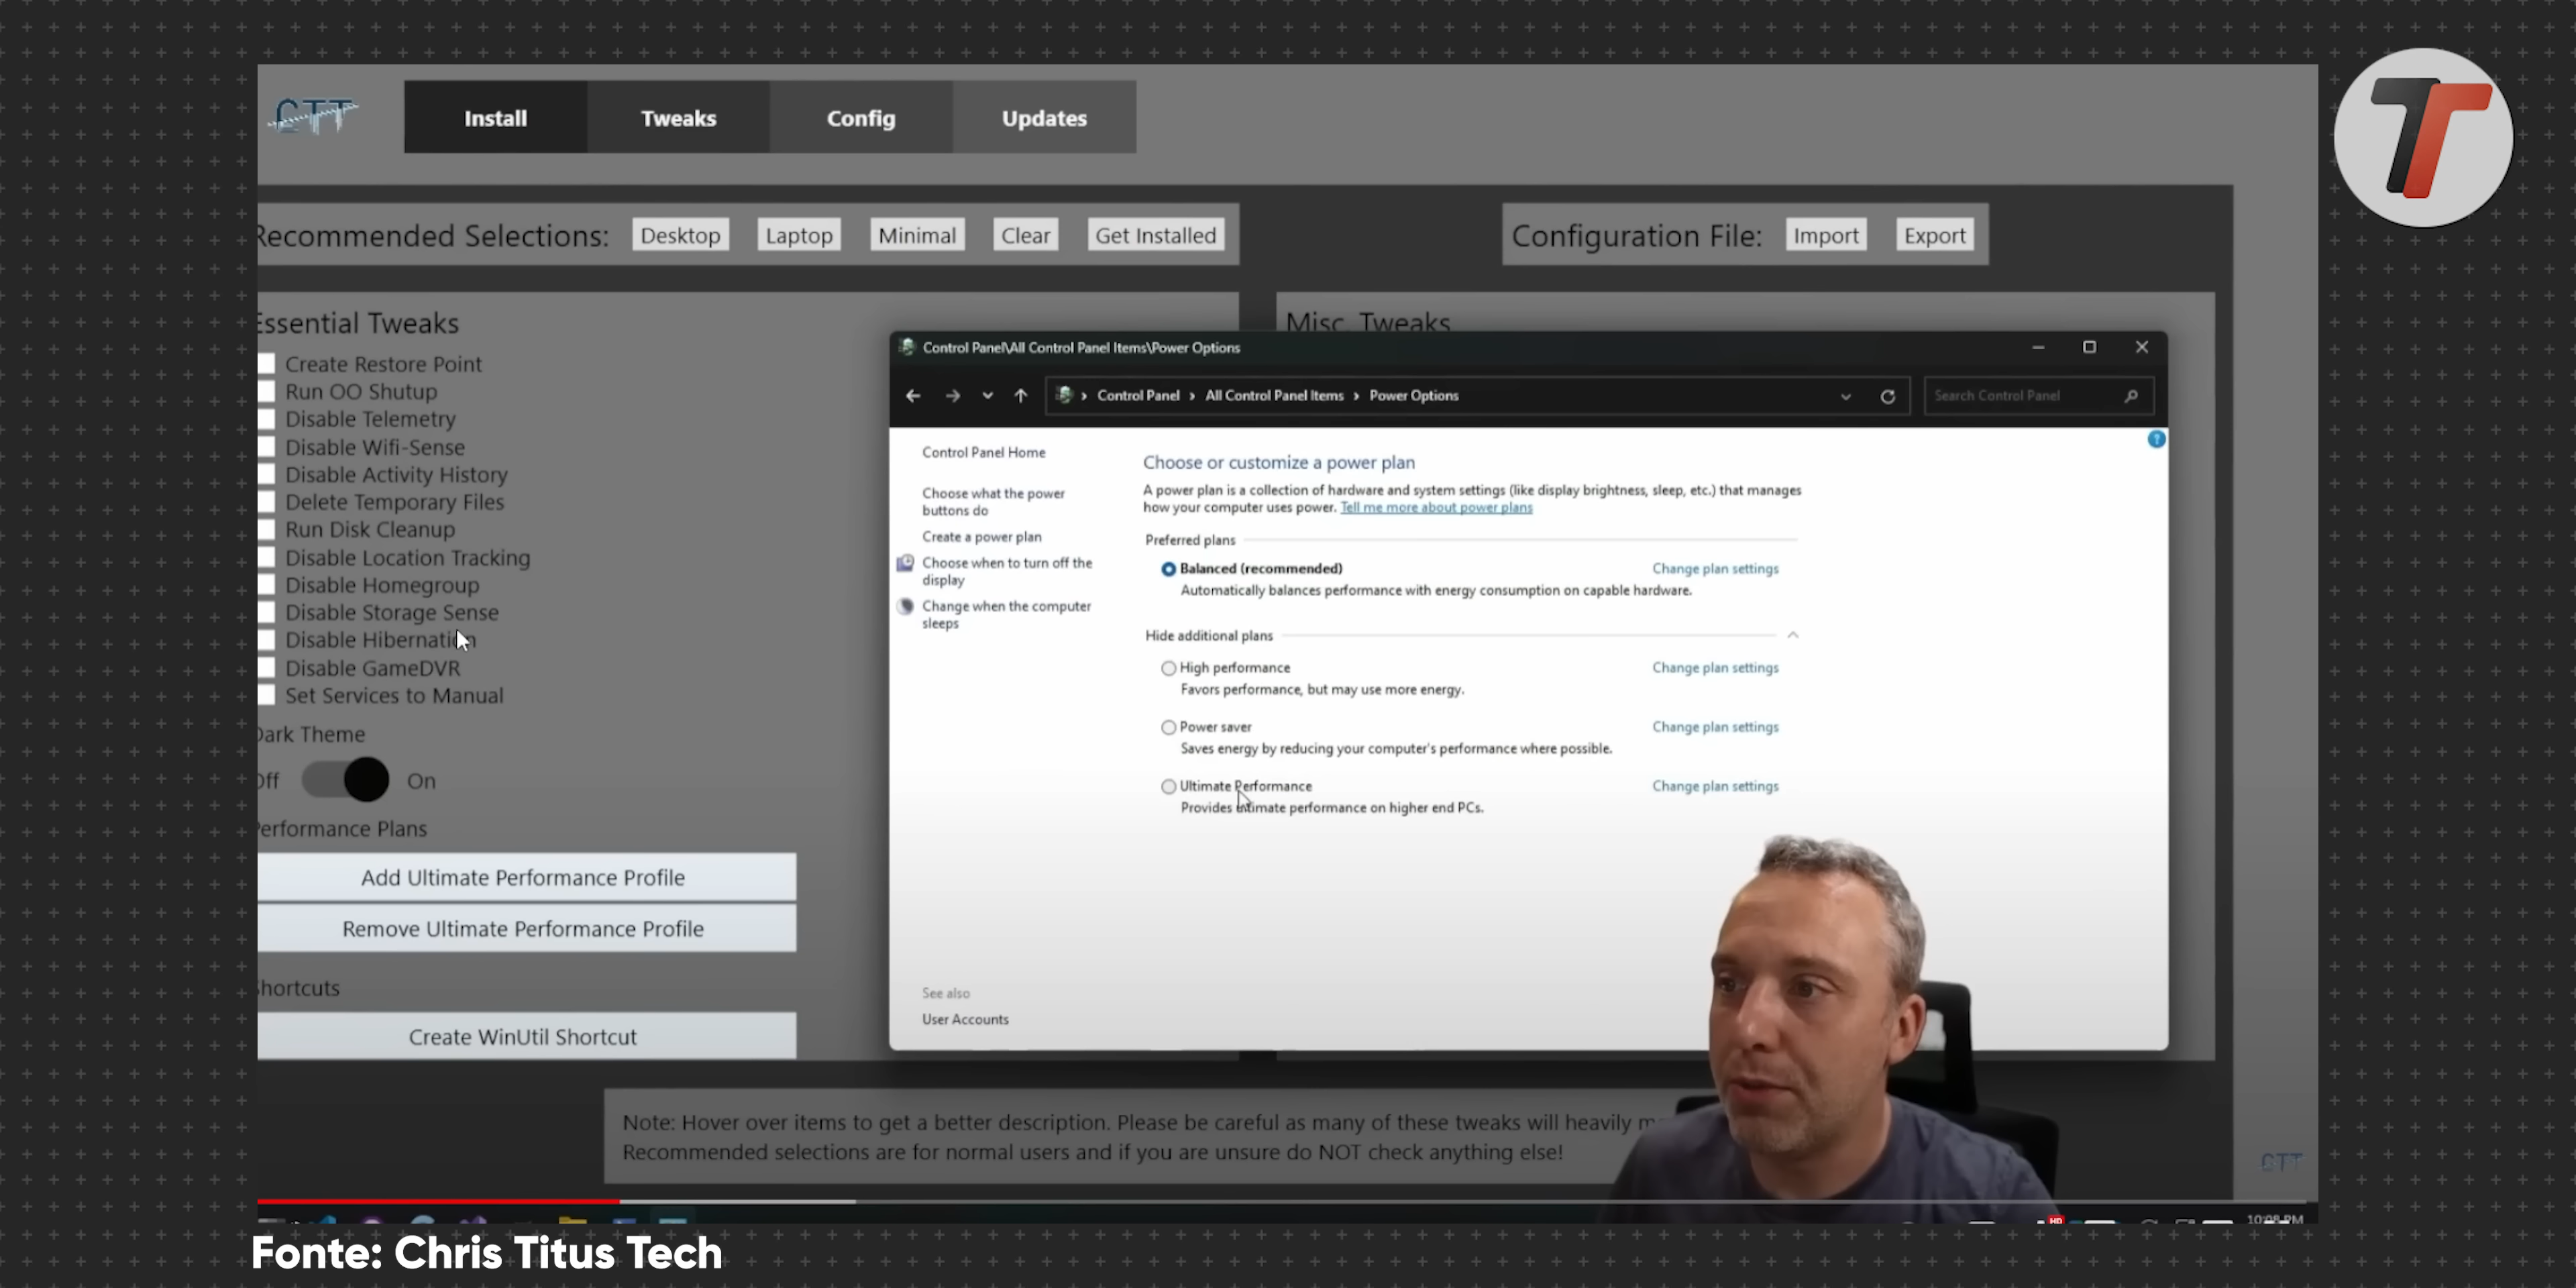 CTT
Install
Tweaks
Config
Updates
Recommended Selections:
Desktop
Laptop
Minimal
Clear
Get Installed
Configuration File:
Import
Export
Essential Tweaks
Create Restore Point
Run OO Shutup
Disable Telemetry
Disable Wifi-Sense
Disable Activity History
Delete Temporary Files
Run Disk Cleanup
Disable Location Tracking
Disable Homegroup
Disable Storage Sense
Disable Hibernation
Disable GameDVR
Set Services to Manual
Dark Theme
Off
On
Performance Plans
Add Ultimate Performance Profile
Remove Ultimate Performance Profile
Shortcuts
Create WinUtil Shortcut
Misc. Tweaks
Control Panel\All Control Panel Items\Power Options
Control Panel › All Control Panel Items › Power Options
Search Control Panel
Control Panel Home
Choose what the power
buttons do
Create a power plan
Choose when to turn off the
display
Change when the computer
sleeps
See also
User Accounts
Choose or customize a power plan
A power plan is a collection of hardware and system settings (like display brightness, sleep, etc.) that manages
how your computer uses power. Tell me more about power plans
Preferred plans
Balanced (recommended)
Change plan settings
Automatically balances performance with energy consumption on capable hardware.
Hide additional plans
High performance
Change plan settings
Favors performance, but may use more energy.
Power saver
Change plan settings
Saves energy by reducing your computer's performance where possible.
Ultimate Performance
Change plan settings
Provides ultimate performance on higher end PCs.
Note: Hover over items to get a better description. Please be careful as many of these tweaks will heavily
Recommended selections are for normal users and if you are unsure do NOT check anything else!
CTT
HD
10:08 PM
Fonte: Chris Titus Tech